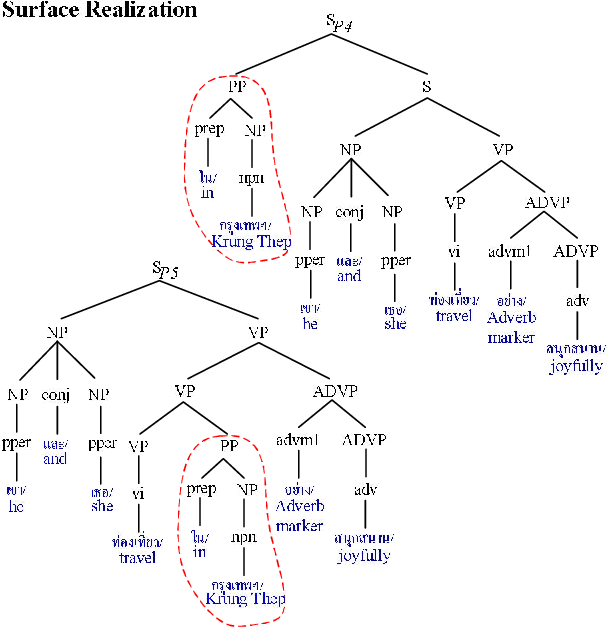 Surface Realization
S P4
PP S
prep NP
NP VP
ใน/ in
npn
กรุงเทพฯ/ Krung Thep
NP conj NP
VP ADVP
pper และ/ and pper
vi advm1 ADVP
เขา/ he
เธอ/ she
ท่องเที่ยว/ travel
อย่าง/ Adverb marker
adv
สนุกสนาน/ joyfully
S P5
NP VP
NP conj NP
VP ADVP
pper และ/ and pper
VP PP
advm1 ADVP
เขา/ he
เธอ/ she
vi
prep NP
อย่าง/ Adverb marker
adv
ท่องเที่ยว/ travel
ใน/ in
npn
สนุกสนาน/ joyfully
กรุงเทพฯ/ Krung Thep